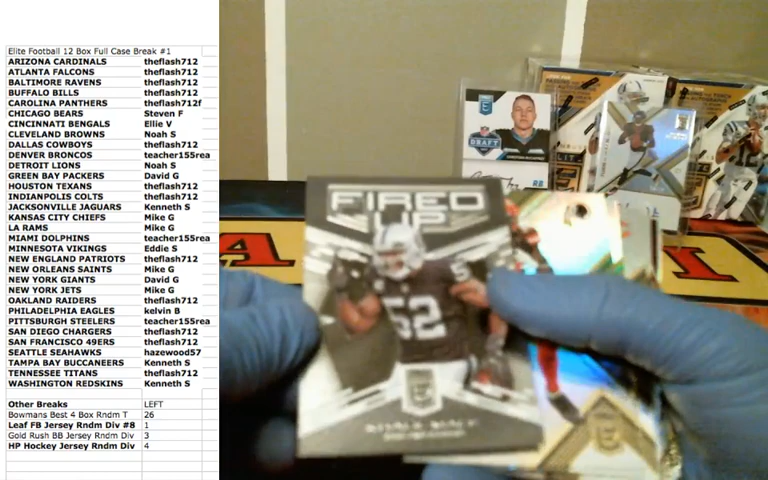 Elite Football 12 Box Full Case Break #1
ARIZONA CARDINALS theflash712
ATLANTA FALCONS theflash712
BALTIMORE RAVENS theflash712
BUFFALO BILLS theflash712
CAROLINA PANTHERS theflash712f
CHICAGO BEARS Steven F
CINCINNATI BENGALS Ellie V
CLEVELAND BROWNS Noah S
DALLAS COWBOYS theflash712
DENVER BRONCOS teacher155rea
DETROIT LIONS Noah S
GREEN BAY PACKERS David G
HOUSTON TEXANS theflash712
INDIANPOLIS COLTS theflash712
JACKSONVILLE JAGUARS Kenneth S
KANSAS CITY CHIEFS Mike G
LA RAMS Mike G
MIAMI DOLPHINS teacher155rea
MINNESOTA VIKINGS Eddie S
NEW ENGLAND PATRIOTS theflash712
NEW ORLEANS SAINTS Mike G
NEW YORK GIANTS David G
NEW YORK JETS Mike G
OAKLAND RAIDERS theflash712
PHILADELPHIA EAGLES kelvin B
PITTSBURGH STEELERS teacher155rea
SAN DIEGO CHARGERS theflash712
SAN FRANCISCO 49ERS theflash712
SEATTLE SEAHAWKS hazewood57
TAMPA BAY BUCCANEERS Kenneth S
TENNESSEE TITANS theflash712
WASHINGTON REDSKINS Kenneth S
Other Breaks LEFT
Bowmans Best 4 Box Rndm T 26
Leaf FB Jersey Rndm Div #8 1
Gold Rush BB Jersey Rndm Div 3
HP Hockey Jersey Rndm Div 4
DRAFT
RB
FIRED
UP
52